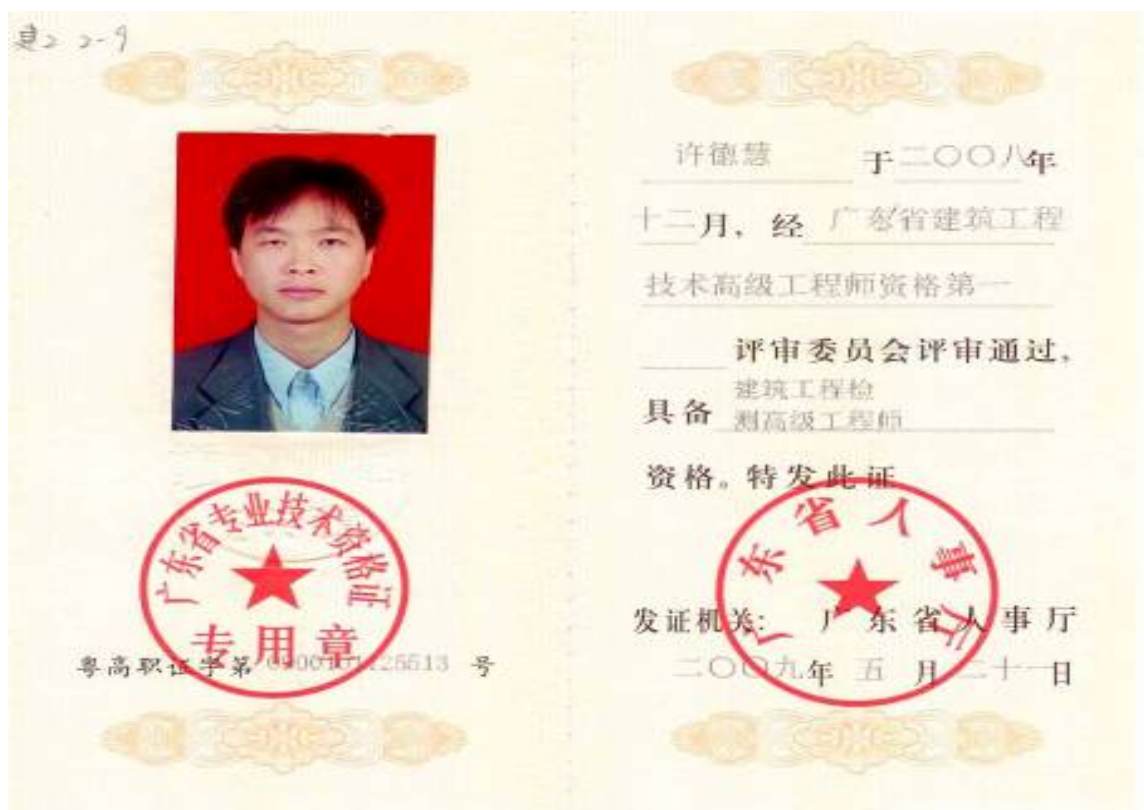 2-9
广东省专业技术资格证
专用章
粤高职证字第 号
许德慧 于二〇〇八年
十二月，经 广东省建筑工程
技术高级工程师资格第一
评审委员会评审通过，
建筑工程检
具备 测高级工程师
资格。特发此证
广东省人事厅
发证机关： 广东省人事厅
二〇〇九年 五 月 二十一日